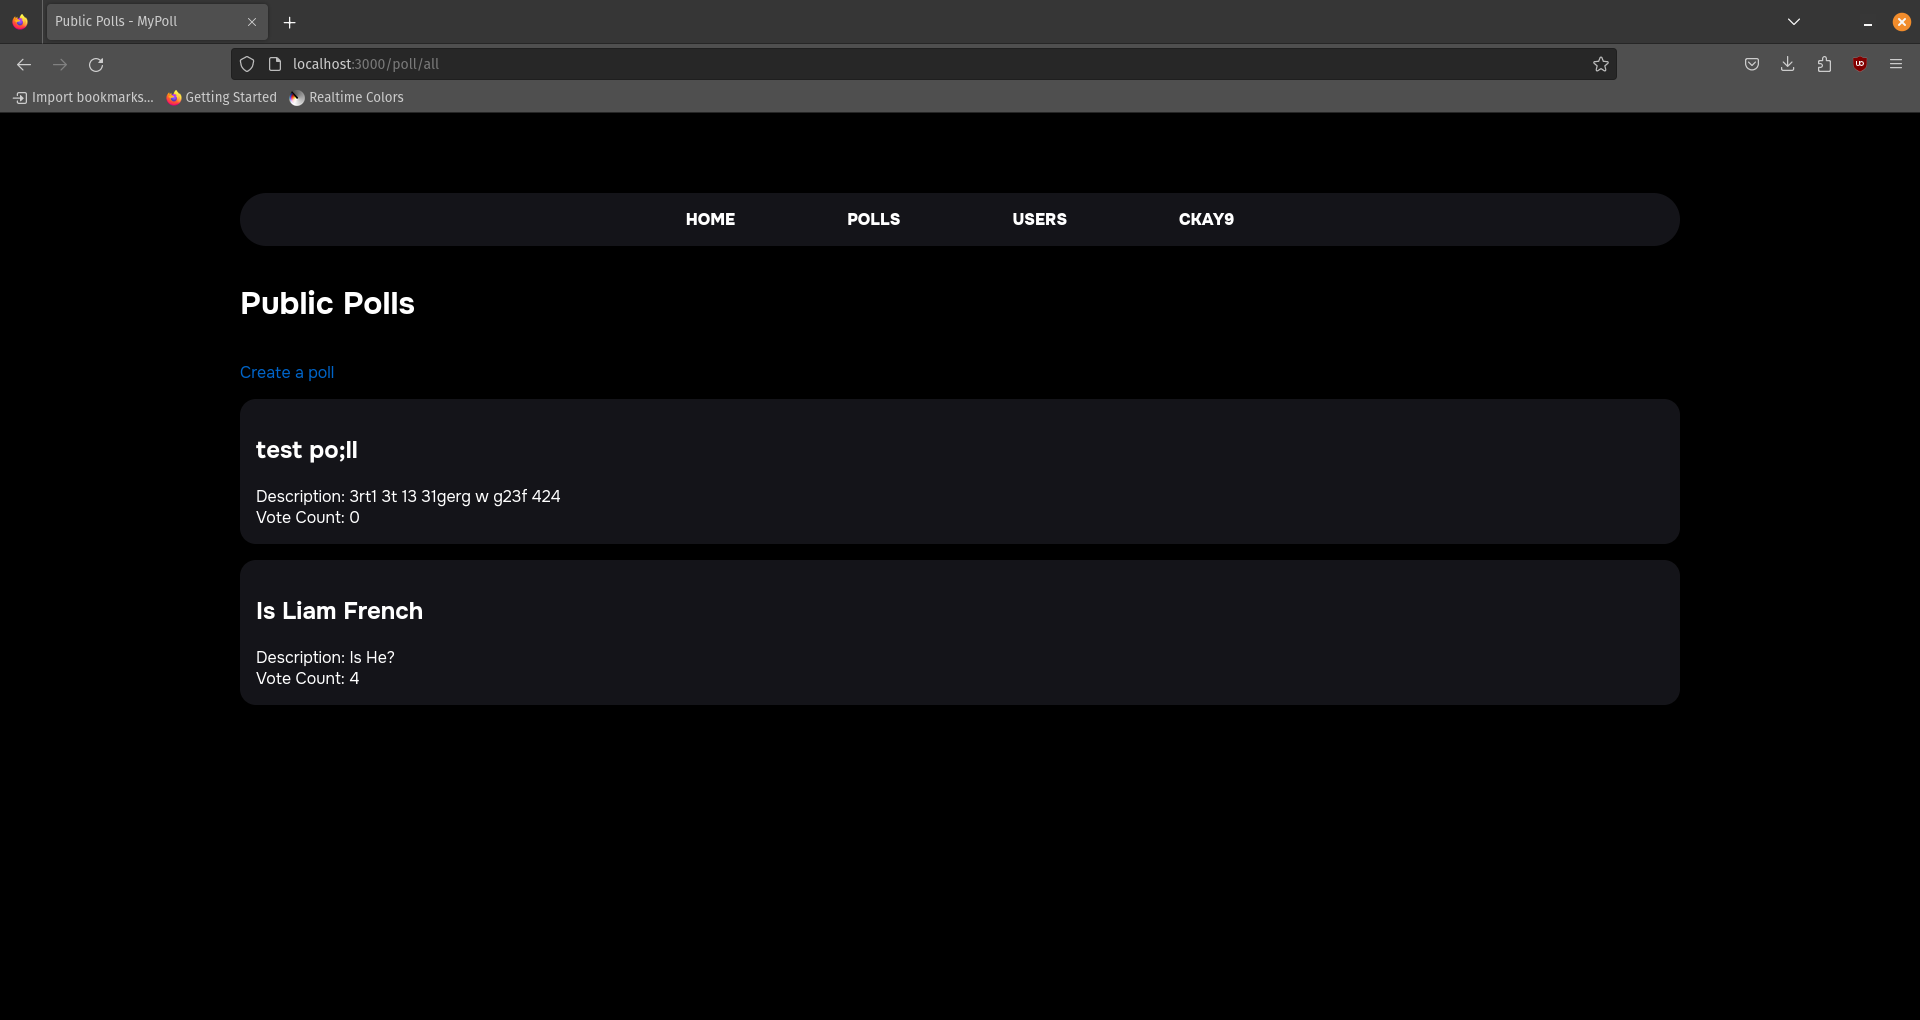 Public Polls - MyPoll
localhost:3000/poll/all
Import bookmarks... Getting Started Realtime Colors
HOME POLLS USERS CKAY9
Public Polls
Create a poll
test po;ll
Description: 3rt1 3t 13 31gerg w g23f 424
Vote Count: 0
Is Liam French
Description: Is He?
Vote Count: 4